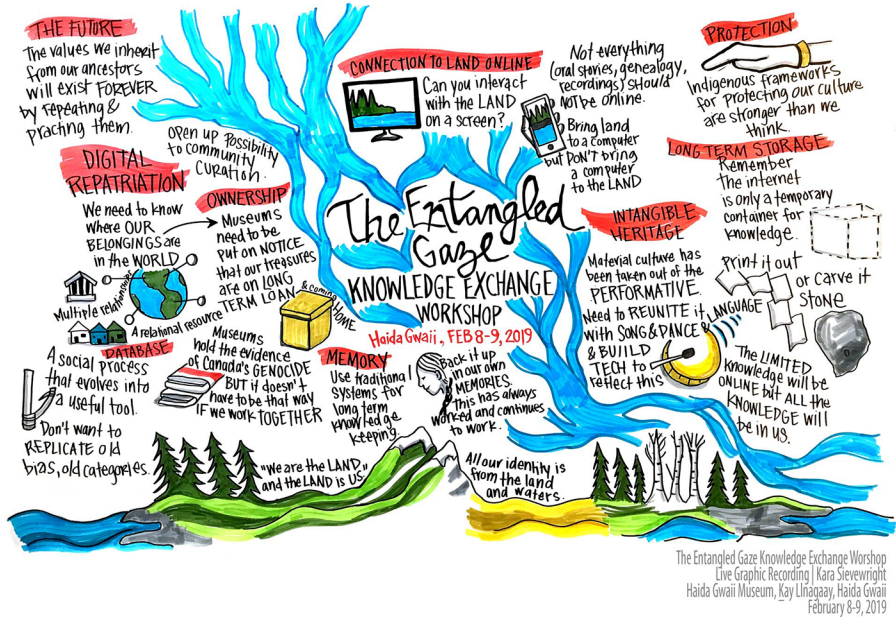 THE FUTURE
The values we inherit
from our ancestors
will exist FOREVER
by repeating &
practing them.
open up possibility
to community
curation.
DIGITAL
REPATRIATION
We need to know
where OUR
BELONGINGS are
in the WORLD
Multiple relationships
A relational resource
OWNERSHIP
Museums
need to be
put on NOTICE
that our treasures
are on LONG
TERM LOAN
& coming
HOME.
DATABASE
A social process
that evolves into
a useful tool.
Don't want to
REPLICATE old
bias, old categories.
Museums
hold the evidence
of Canada's GENOCIDE
BUT it doesn't
have to be that way
IF we work TOGETHER
CONNECTION TO LAND ONLINE
Can you interact
with the LAND
on a screen?
Not everything
(oral stories, genealogy,
recordings) should
NOT be online.
Bring land
to a computer
but DON'T bring
a computer
to the LAND
The Entangled
Gaze
KNOWLEDGE EXCHANGE
WORKSHOP
Haida Gwaii, FEB 8-9, 2019
MEMORY
Use traditional
systems for
long term
knowledge
keeping.
Back it up
in our own
MEMORIES.
This has always
worked and continues
to work.
PROTECTION
Indigenous frameworks
for protecting our culture
are stronger than we
think.
LONG TERM STORAGE
Remember
the internet
is only a temporary
container for
knowledge.
Print it out
or carve it
stone
INTANGIBLE
HERITAGE
Material culture has
been taken out of the
PERFORMATIVE.
Need to REUNITE it
with SONG & DANCE & LANGUAGE
& BUILD
TECH to
reflect this
The LIMITED
knowledge will be
ONLINE but ALL the
KNOWLEDGE will
be in us.
"We are the LAND
and the LAND is US"
All our identity is
from the land
and waters.
The Entangled Gaze Knowledge Exchange Worshop
Live Graphic Recording | Kara Sievewright
Haida Gwaii Museum, Kay Llnagaay, Haida Gwaii
February 8-9, 2019